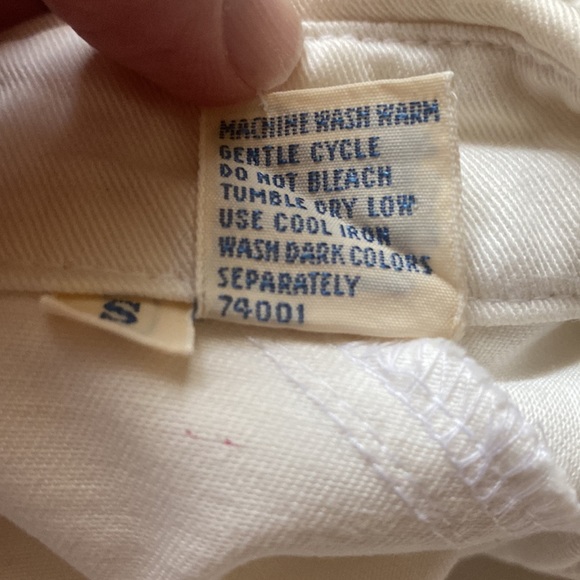 MACHINE WASH WARM
GENTLE CYCLE
DO NOT BLEACH
TUMBLE DRY LOW
USE COOL IRON
WASH DARK COLORS
SEPARATELY
74001
S